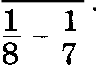 1/8 - 1/7 .